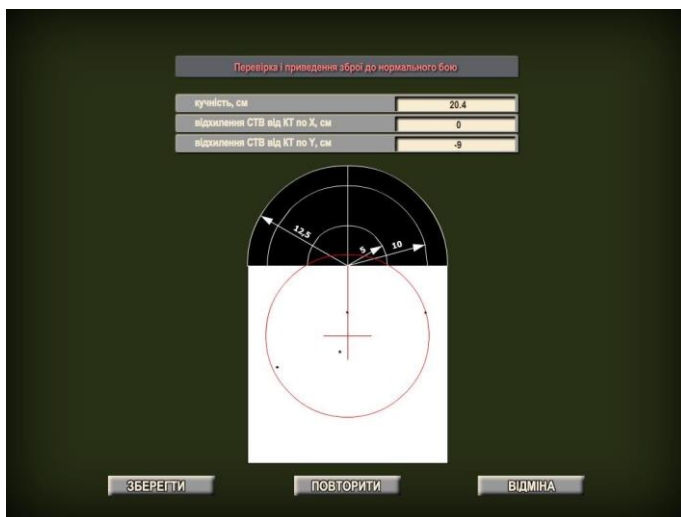 Перевірка і приведення зброї до нормального бою
кучність, см 20.4
відхилення СТВ від КТ по X, см 0
відхилення СТВ від КТ по Y, см -9
12,5
5
10
ЗБЕРЕГТИ ПОВТОРИТИ ВІДМІНА